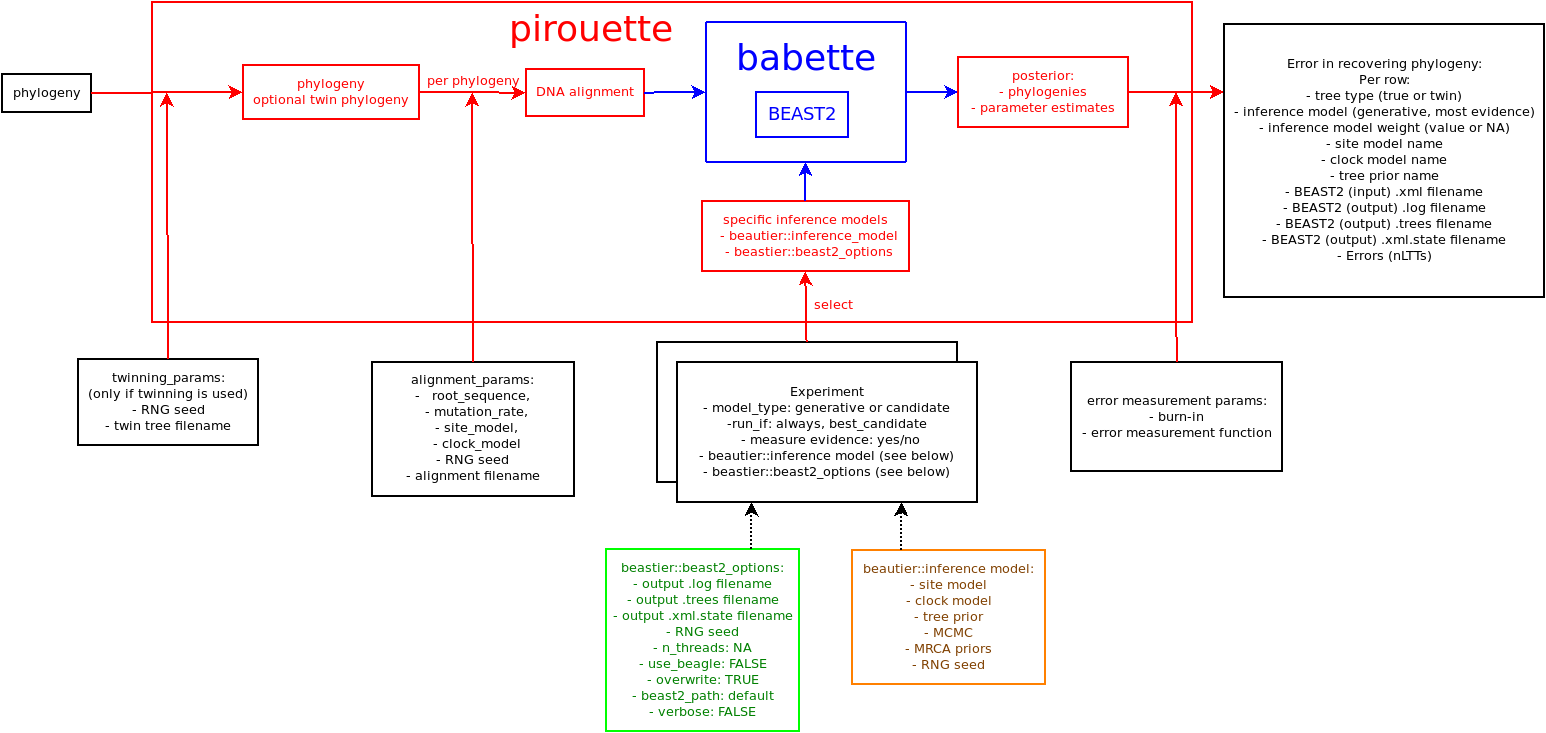 pirouette
phylogeny
phylogeny
optional twin phylogeny
per phylogeny
DNA alignment
babette
BEAST2
posterior:
- phylogenies
- parameter estimates
Error in recovering phylogeny:
Per row:
- tree type (true or twin)
- inference model (generative, most evidence)
- inference model weight (value or NA)
- site model name
- clock model name
- tree prior name
- BEAST2 (input) .xml filename
- BEAST2 (output) .log filename
- BEAST2 (output) .trees filename
- BEAST2 (output) .xml.state filename
- Errors (nLTTs)
specific inference models
- beautier::inference_model
- beastier::beast2_options
select
twinning_params:
(only if twinning is used)
- RNG seed
- twin tree filename
alignment_params:
- root_sequence,
- mutation_rate,
- site_model,
- clock_model
- RNG seed
- alignment filename
Experiment
- model_type: generative or candidate
-run_if: always, best_candidate
- measure evidence: yes/no
- beautier::inference model (see below)
- beastier::beast2_options (see below)
error measurement params:
- burn-in
- error measurement function
beastier::beast2_options:
- output .log filename
- output .trees filename
- output .xml.state filename
- RNG seed
- n_threads: NA
- use_beagle: FALSE
- overwrite: TRUE
- beast2_path: default
- verbose: FALSE
beautier::inference model:
- site model
- clock model
- tree prior
- MCMC
- MRCA priors
- RNG seed